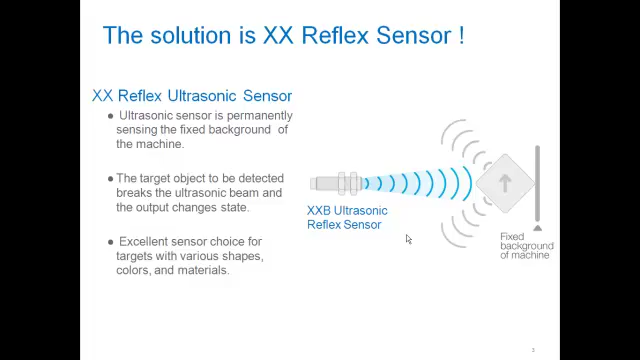 The solution is XX Reflex Sensor !
XX Reflex Ultrasonic Sensor
● Ultrasonic sensor is permanently
sensing the fixed background of
the machine.
● The target object to be detected
breaks the ultrasonic beam and
the output changes state.
● Excellent sensor choice for
targets with various shapes,
colors, and materials.
XXB Ultrasonic
Reflex Sensor
Fixed
background
of machine